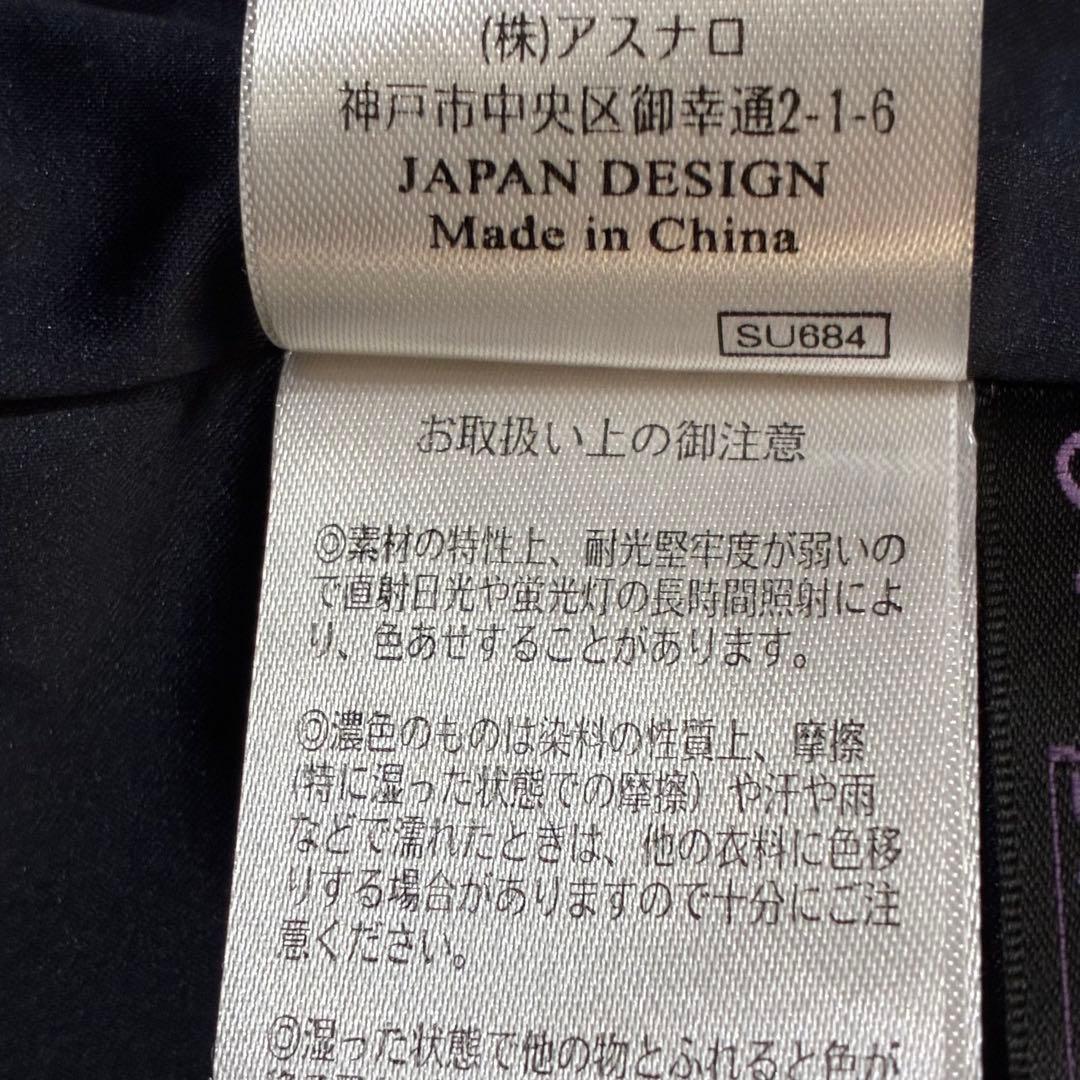 (株)アスナロ
神戸市中央区御幸通2-1-6
JAPAN DESIGN
Made in China
SU684
お取扱い上の御注意
◎素材の特性上、耐光堅牢度が弱いの
で直射日光や蛍光灯の長時間照射によ
り、色あせすることがあります。
◎濃色のものは染料の性質上、摩擦
(特に湿った状態での摩擦)や汗や雨
などで濡れたときは、他の衣料に色移
りする場合がありますので十分にご注
意ください。
◎湿った状態で他の物とふれると色が